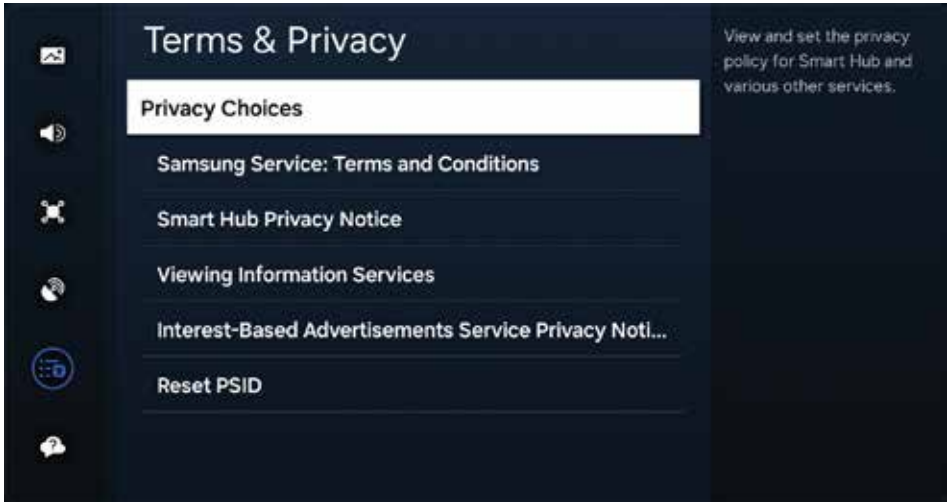 Terms & Privacy
View and set the privacy
policy for Smart Hub and
various other services.
Privacy Choices
Samsung Service: Terms and Conditions
Smart Hub Privacy Notice
Viewing Information Services
Interest-Based Advertisements Service Privacy Noti...
Reset PSID